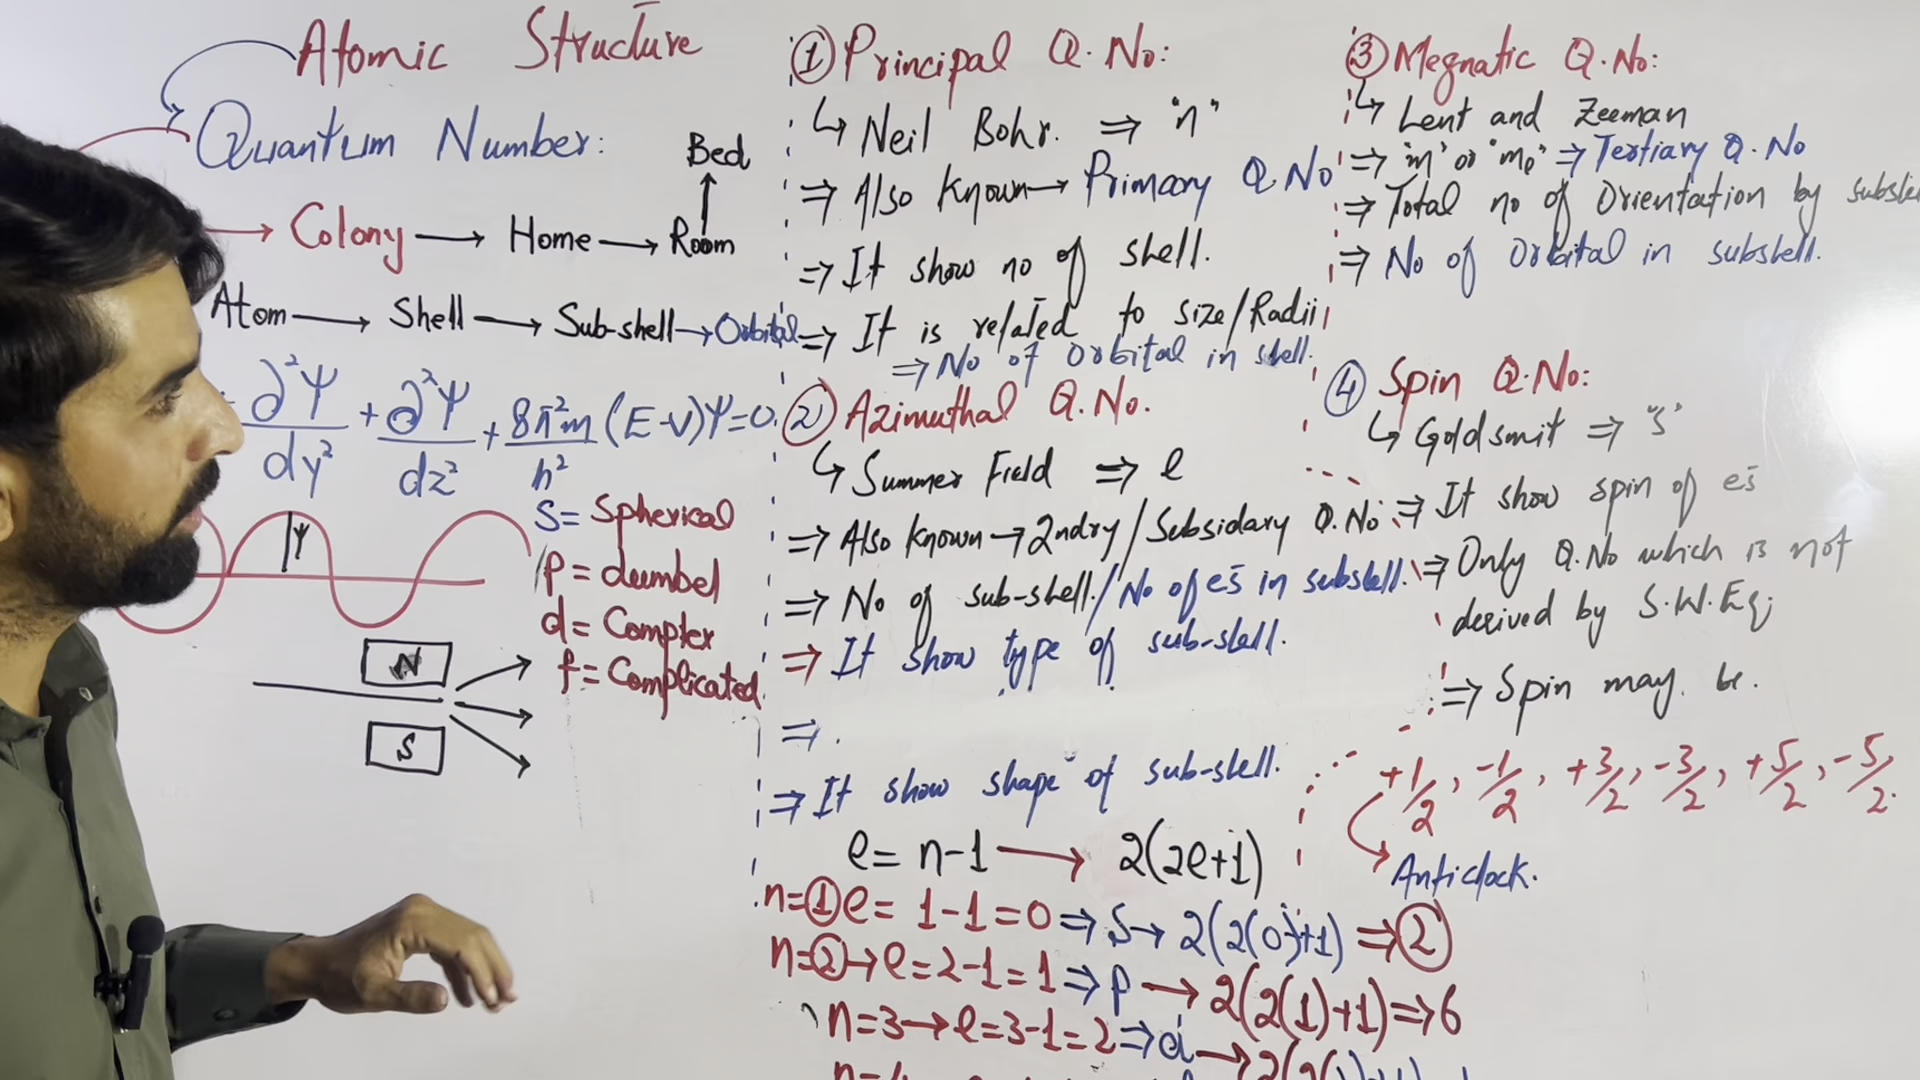 Atomic Structure
Quantum Number:
Bed
Colony → Home → Room
Atom → Shell → Sub-shell → Orbital
∂²Ψ/dy² + ∂²Ψ/dz² + 8π²m/h² (E-V)Ψ=0
Ψ
S= Spherical
p = dumbel
d= Complex
f= Complicated
N
S
① Principal Q.No:
↳ Neil Bohr. ⇒ "n"
⇒ Also Known → Primary Q.No
⇒ It show no of shell.
⇒ It is related to size/Radii
⇒ No of orbital in shell.
② Azimuthal Q.No.
↳ Summer Field ⇒ l
⇒ Also Known → 2ndry/Subsidary Q.No
⇒ No of sub-shell./No of es in subshell.
⇒ It show type of sub-shell.
⇒ .
⇒ It show shape of sub-shell.
l= n-1 → 2(2l+1)
n=① l= 1-1=0 ⇒ S → 2(2(0)+1) ⇒ ②
n=② → l=2-1=1 ⇒ p → 2(2(1)+1) ⇒ 6
n=3 → l=3-1=2 ⇒ d →
③ Megnatic Q.No:
↳ Lent and Zeeman
⇒ "m" or "ml" ⇒ Tertiary Q.No
⇒ Total no of Orientation by
⇒ No of Orbital in subshell.
④ Spin Q.No:
↳ Goldsmit ⇒ "S"
⇒ It show spin of es
⇒ Only Q.No which is not
derived by S.W.Eq;
⇒ Spin may be.
+1/2, -1/2, +3/2, -3/2, +5/2, -5/2.
Anticlock.